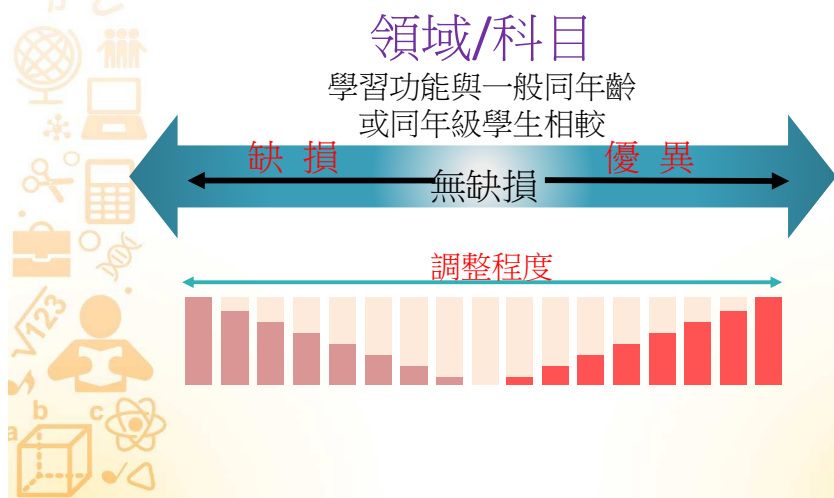 領域/科目
學習功能與一般同年齡
或同年級學生相較
缺 損
優 異
無缺損
調整程度
√123
b
c
a